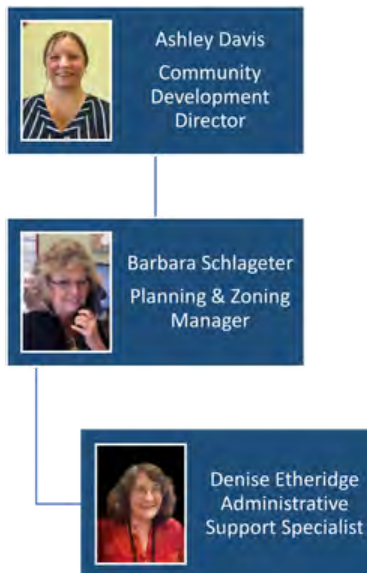 Ashley Davis
Community
Development
Director
Barbara Schlageter
Planning & Zoning
Manager
Denise Etheridge
Administrative
Support Specialist